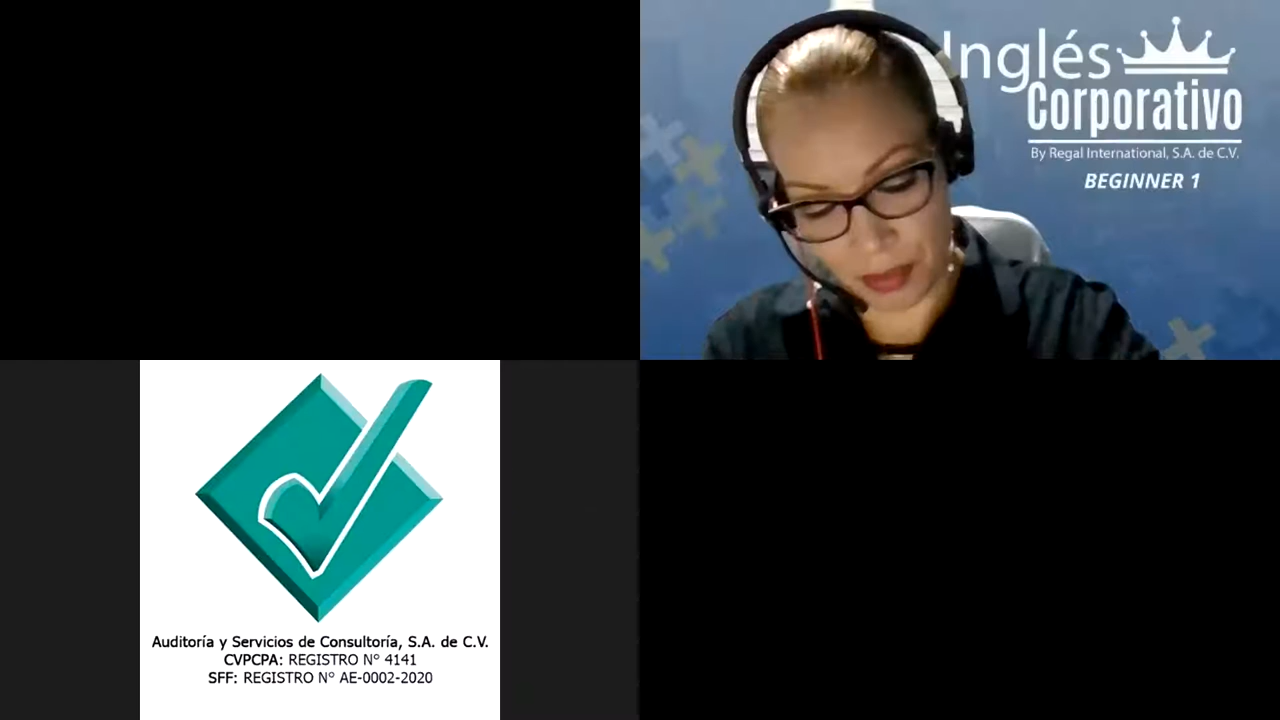 Inglés
Corporativo
By Regal International, S.A. de C.V.
BEGINNER 1
Auditoría y Servicios de Consultoría, S.A. de C.V.
CVPCPA: REGISTRO N° 4141
SFF: REGISTRO N° AE-0002-2020